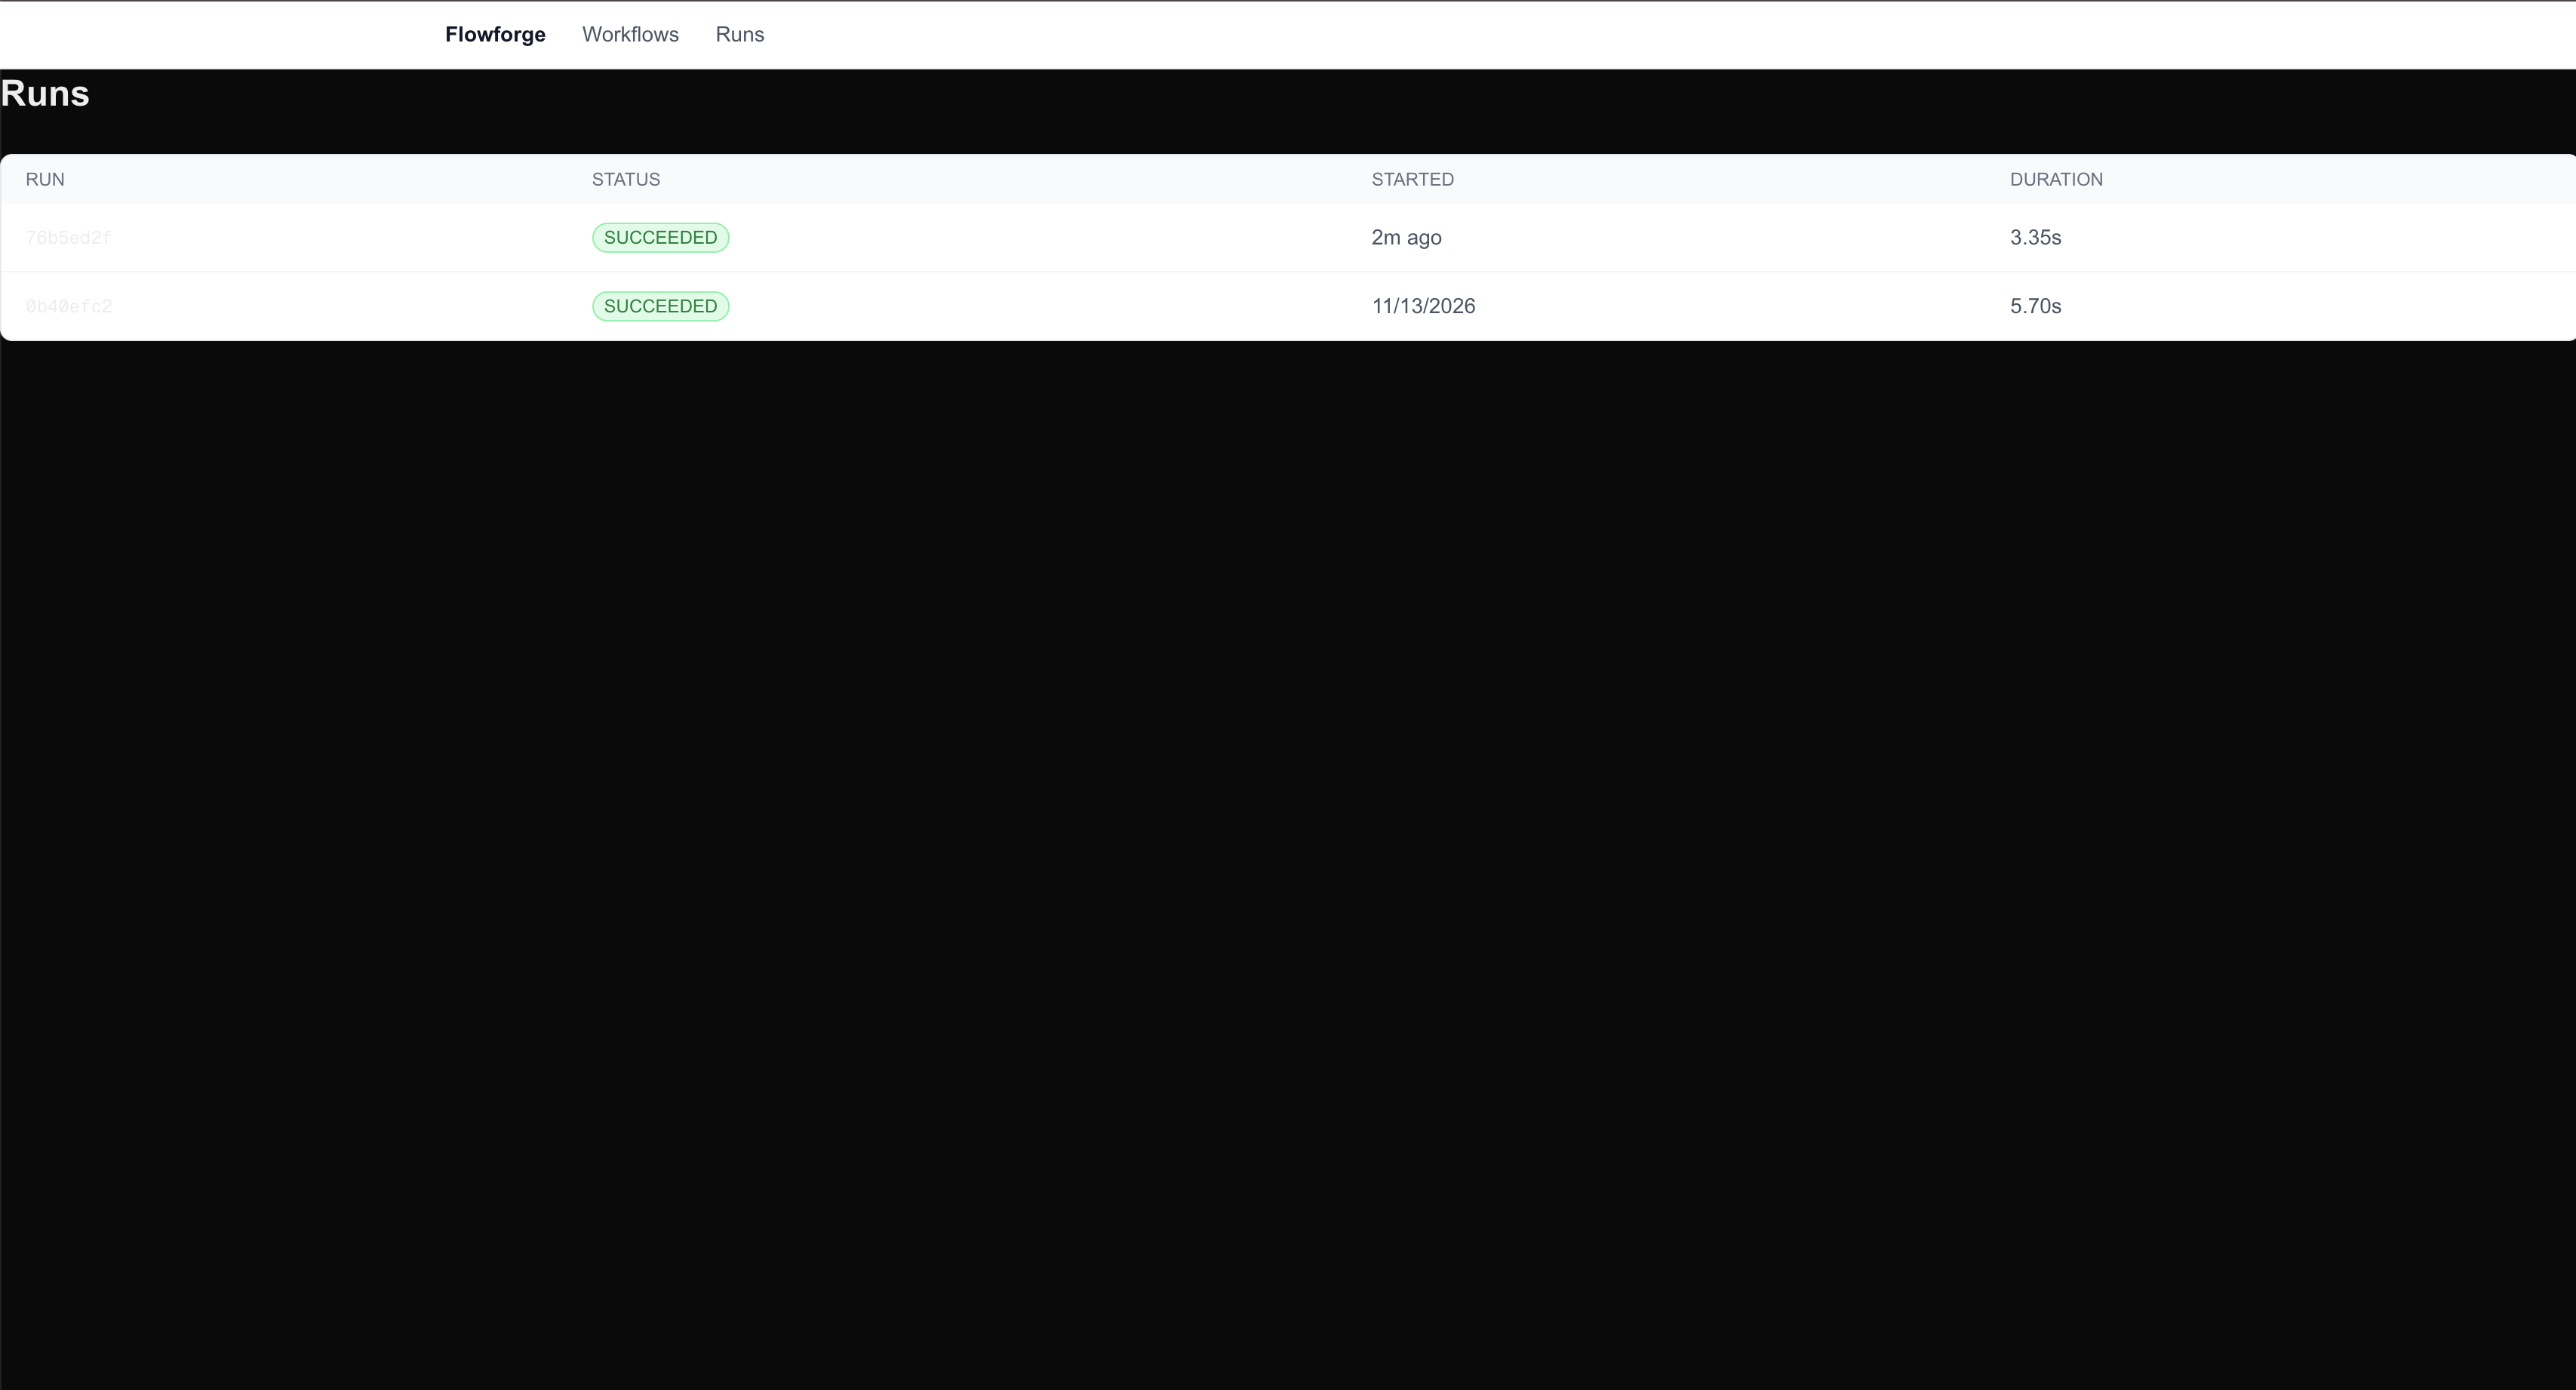 Flowforge Workflows Runs
Runs
RUN STATUS STARTED DURATION
76b5ed2f SUCCEEDED 2m ago 3.35s
0b40efc2 SUCCEEDED 11/13/2026 5.70s